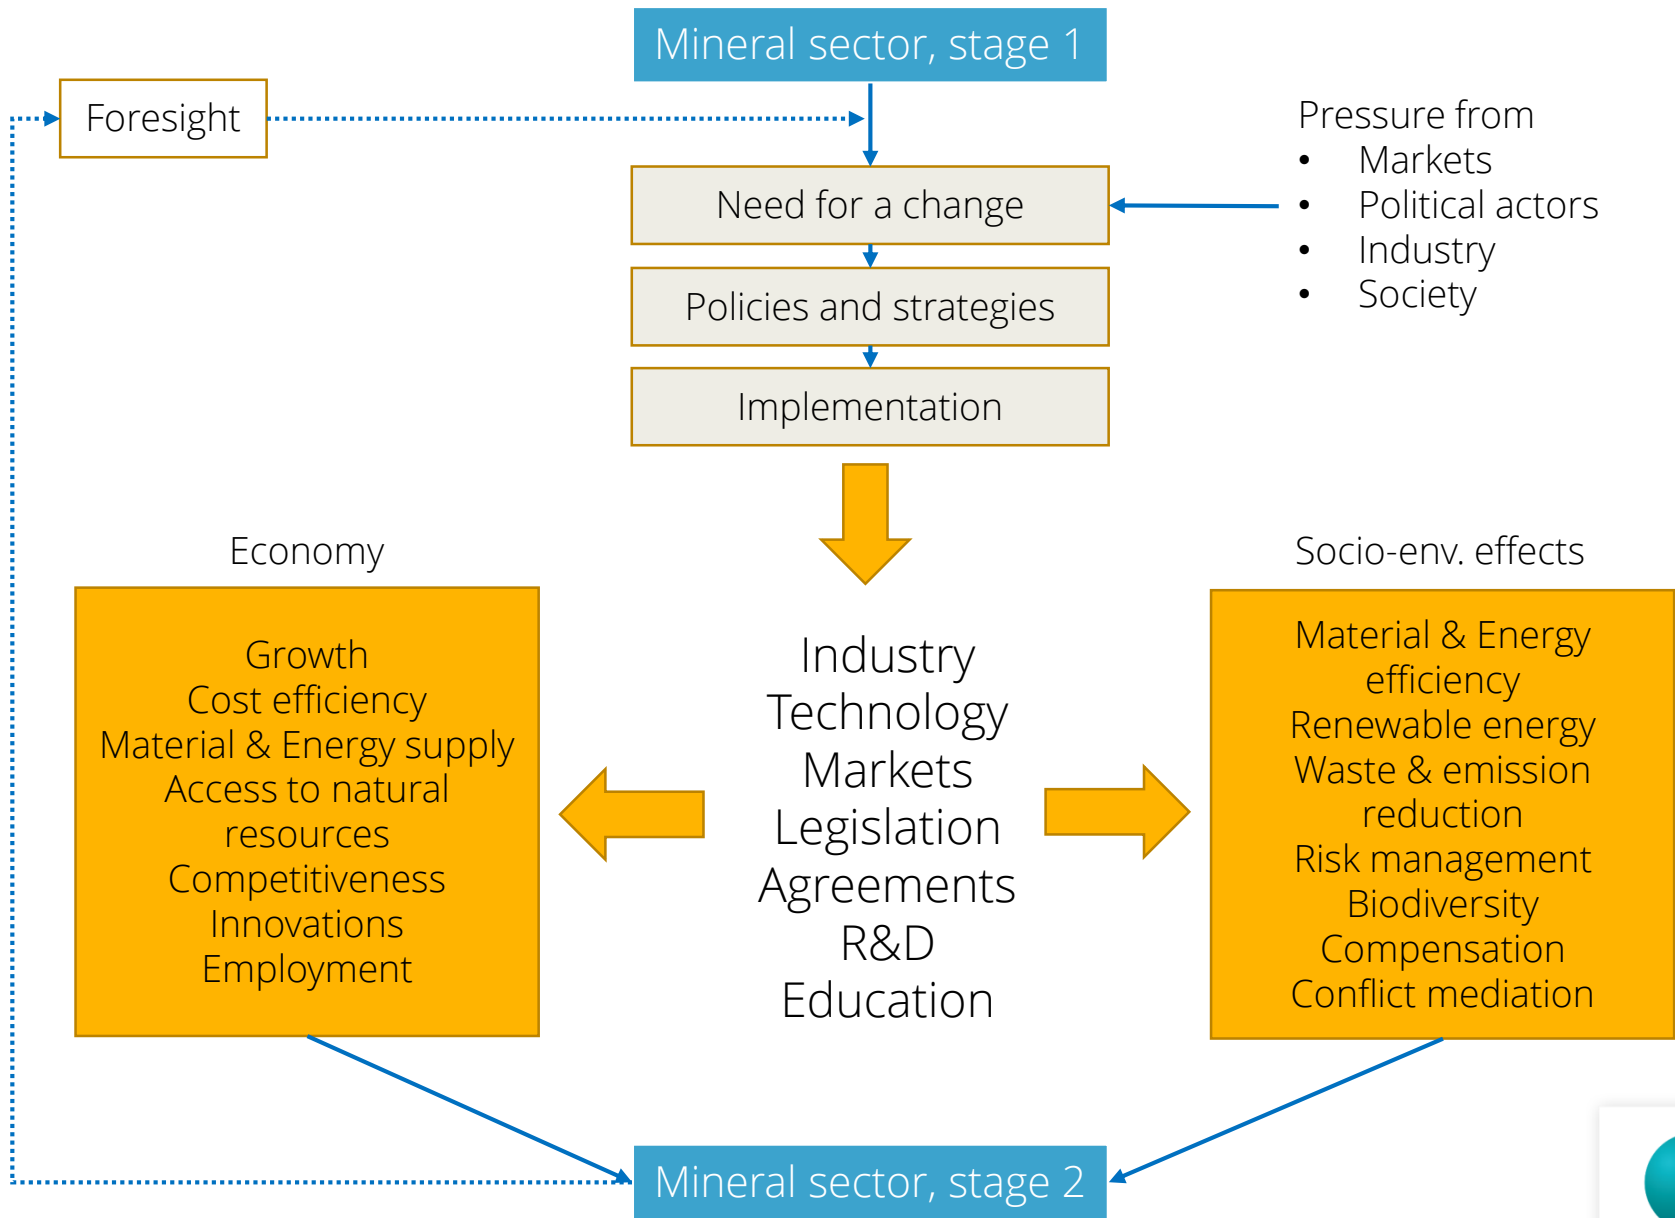 Mineral sector, stage 1
Foresight
Pressure from
• Markets
• Political actors
• Industry
• Society
Need for a change
Policies and strategies
Implementation
Economy
Growth
Cost efficiency
Material & Energy supply
Access to natural
resources
Competitiveness
Innovations
Employment
Industry
Technology
Markets
Legislation
Agreements
R&D
Education
Socio-env. effects
Material & Energy
efficiency
Renewable energy
Waste & emission
reduction
Risk management
Biodiversity
Compensation
Conflict mediation
Mineral sector, stage 2